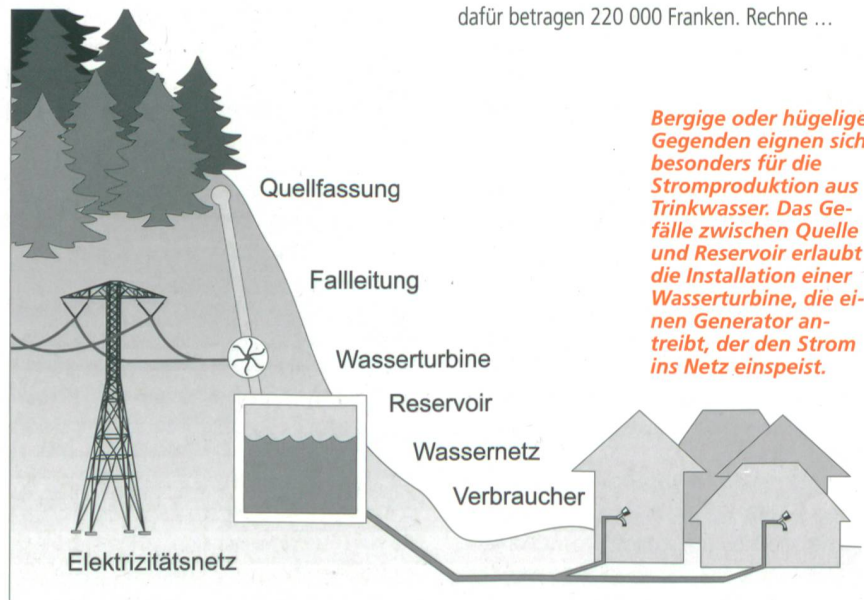 dafür betragen 220 000 Franken. Rechne ...
Bergige oder hügelige
Gegenden eignen sich
besonders für die
Stromproduktion aus
Trinkwasser. Das Ge-
fälle zwischen Quelle
und Reservoir erlaubt
die Installation einer
Wasserturbine, die ei-
nen Generator an-
treibt, der den Strom
ins Netz einspeist.
Quellfassung
Fallleitung
Wasserturbine
Reservoir
Wassernetz
Verbraucher
Elektrizitätsnetz